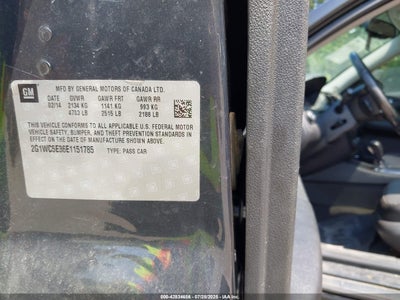 GM
MFD BY GENERAL MOTORS OF CANADA LTD.
DATE GVWR GAWR FRT GAWR RR
02/14 2134 KG 1141 KG 993 KG
4703 LB 2515 LB 2188 LB
THIS VEHICLE CONFORMS TO ALL APPLICABLE U.S. FEDERAL MOTOR
VEHICLE SAFETY, BUMPER, AND THEFT PREVENTION STANDARDS IN
EFFECT ON THE DATE OF MANUFACTURE SHOWN ABOVE.
2G1WC5E36E1151785 TYPE: PASS CAR
000-42834658 07/28/2025 IAA